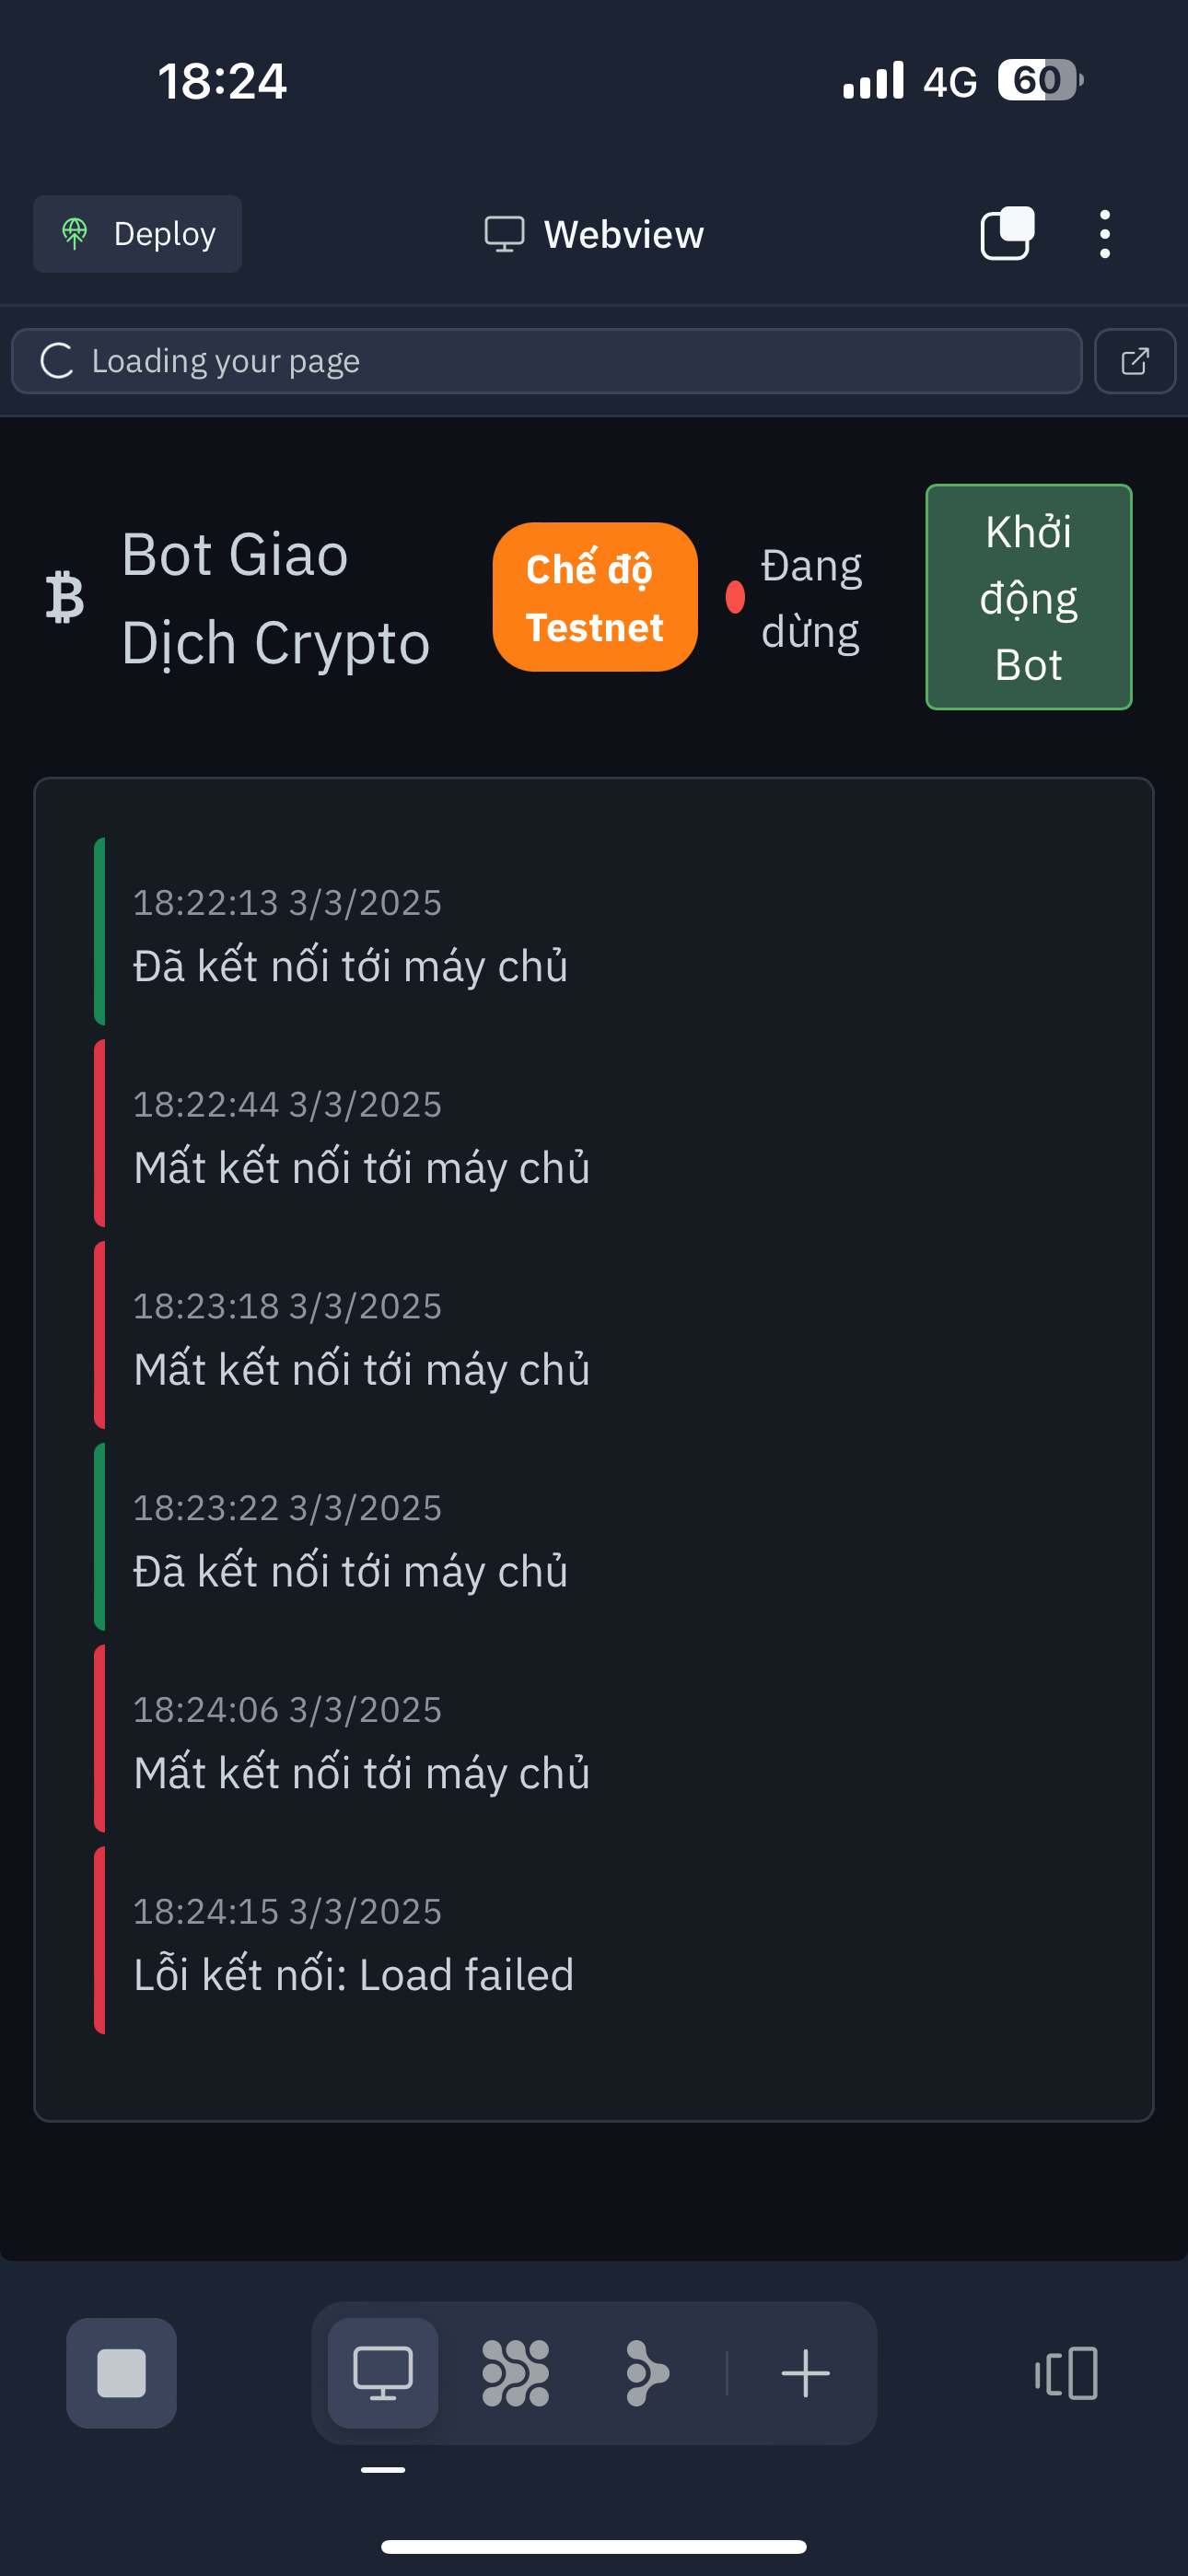 18:24
4G
60
Deploy
Webview
Loading your page
Bot Giao
Dịch Crypto
Chế độ
Testnet
Đang
dừng
Khởi
động
Bot
18:22:13 3/3/2025
Đã kết nối tới máy chủ
18:22:44 3/3/2025
Mất kết nối tới máy chủ
18:23:18 3/3/2025
Mất kết nối tới máy chủ
18:23:22 3/3/2025
Đã kết nối tới máy chủ
18:24:06 3/3/2025
Mất kết nối tới máy chủ
18:24:15 3/3/2025
Lỗi kết nối: Load failed